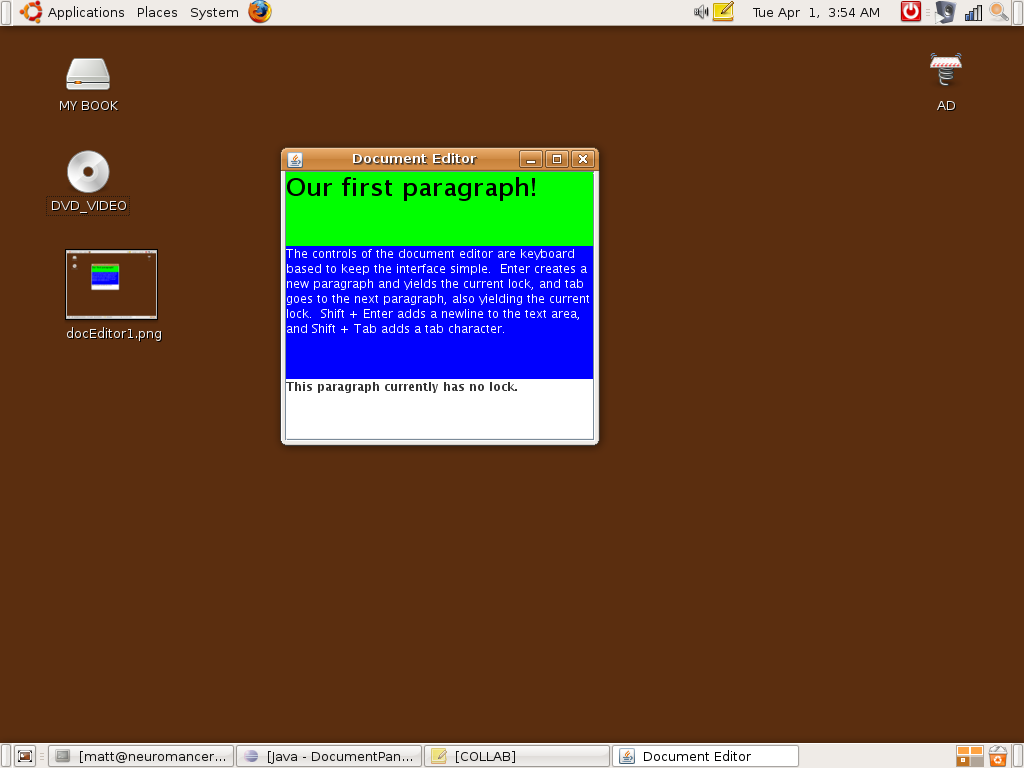 Applications Places System
Tue Apr 1, 3:54 AM
MY BOOK
AD
DVD_VIDEO
docEditor1.png
Document Editor
Our first paragraph!
The controls of the document editor are keyboard
based to keep the interface simple. Enter creates a
new paragraph and yields the current lock, and tab
goes to the next paragraph, also yielding the current
lock. Shift + Enter adds a newline to the text area,
and Shift + Tab adds a tab character.
This paragraph currently has no lock.
[matt@neuromancer... [Java - DocumentPan... [COLLAB] Document Editor